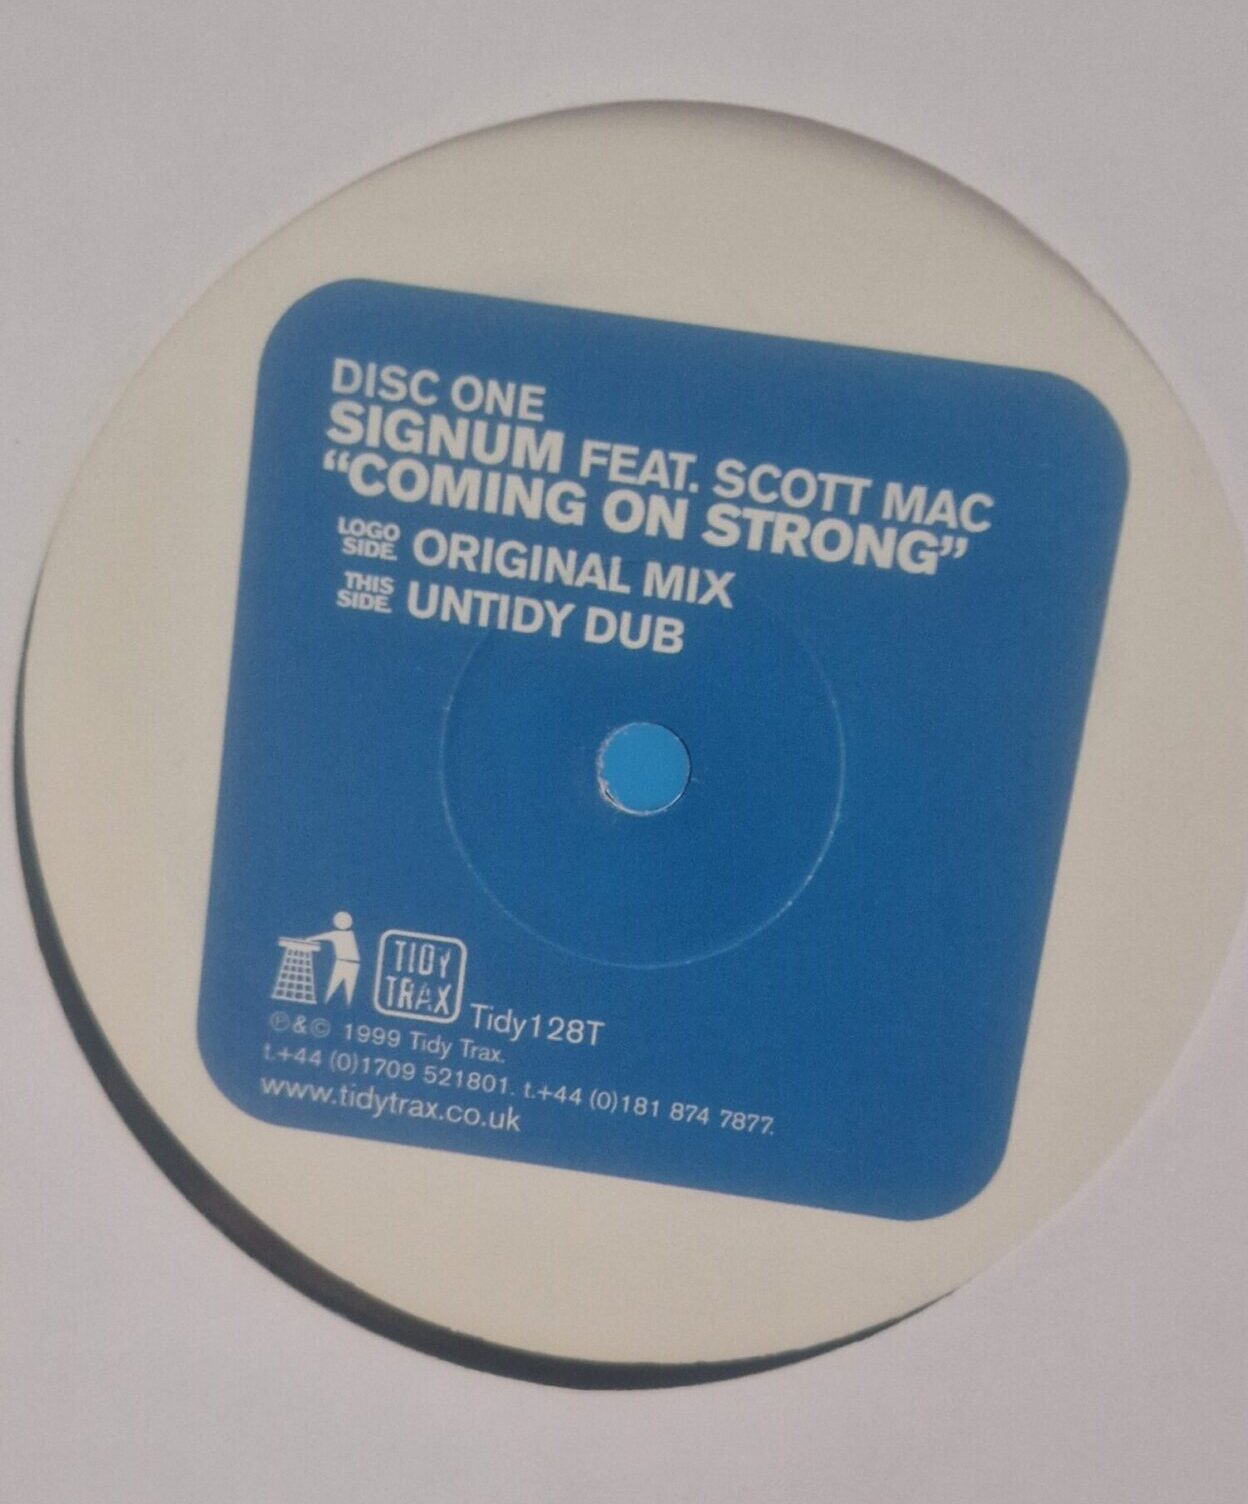 DISC ONE
SIGNUM FEAT. SCOTT MAC
“COMING ON STRONG”
LOGO
SIDE ORIGINAL MIX
THIS
SIDE UNTIDY DUB
TIDY
TRAX
Tidy128T
℗&© 1999 Tidy Trax.
t.+44 (0)1709 521801. t.+44 (0)181 874 7877.
www.tidytrax.co.uk